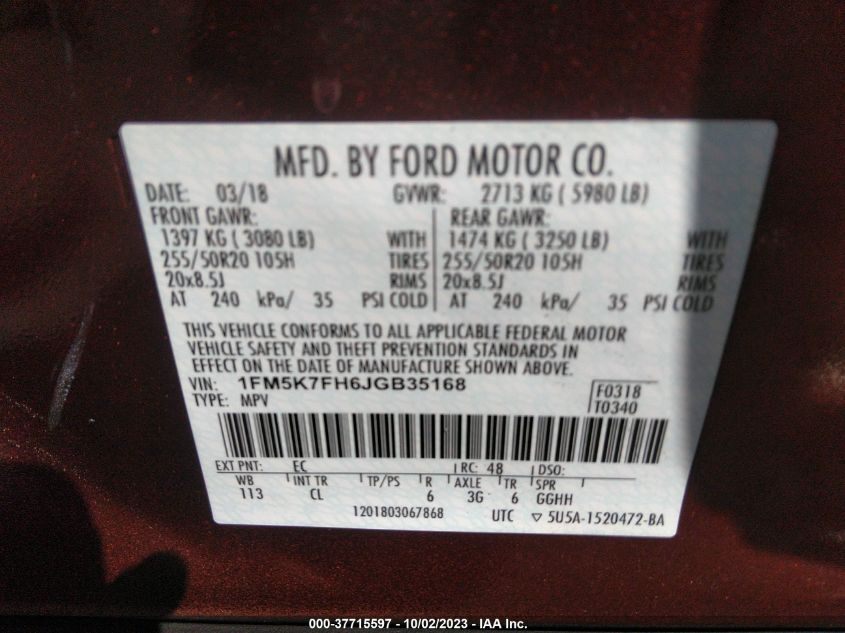 MFD. BY FORD MOTOR CO.
DATE: 03/18 GVWR: 2713 KG ( 5980 LB)
FRONT GAWR: REAR GAWR:
1397 KG ( 3080 LB) WITH 1474 KG ( 3250 LB) WITH
255/50R20 105H TIRES 255/50R20 105H TIRES
20x8.5J RIMS 20x8.5J RIMS
AT 240 kPa/ 35 PSI COLD AT 240 kPa/ 35 PSI COLD
THIS VEHICLE CONFORMS TO ALL APPLICABLE FEDERAL MOTOR
VEHICLE SAFETY AND THEFT PREVENTION STANDARDS IN
EFFECT ON THE DATE OF MANUFACTURE SHOWN ABOVE.
VIN: 1FM5K7FH6JGB35168 F0318
TYPE: MPV T0340
EXT PNT: EC RC: 48 DSO:
WB INT TR TP/PS R AXLE TR SPR
113 CL 6 3G 6 GGHH
1201803067868 UTC ▽ 5U5A-1520472-BA
000-37715597 - 10/02/2023 - IAA Inc.